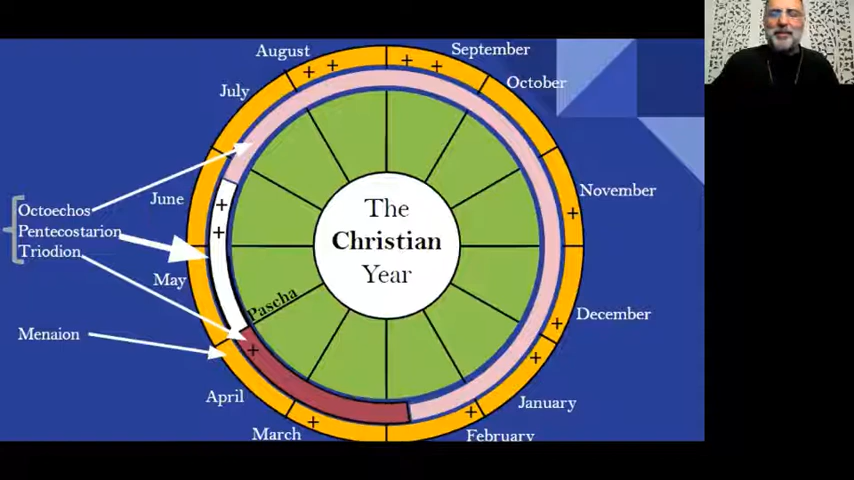 August
September
July
October
June
November
Octoechos
Pentecostarion
Triodion
May
Menaion
The
Christian
Year
Pascha
December
April
January
March
February